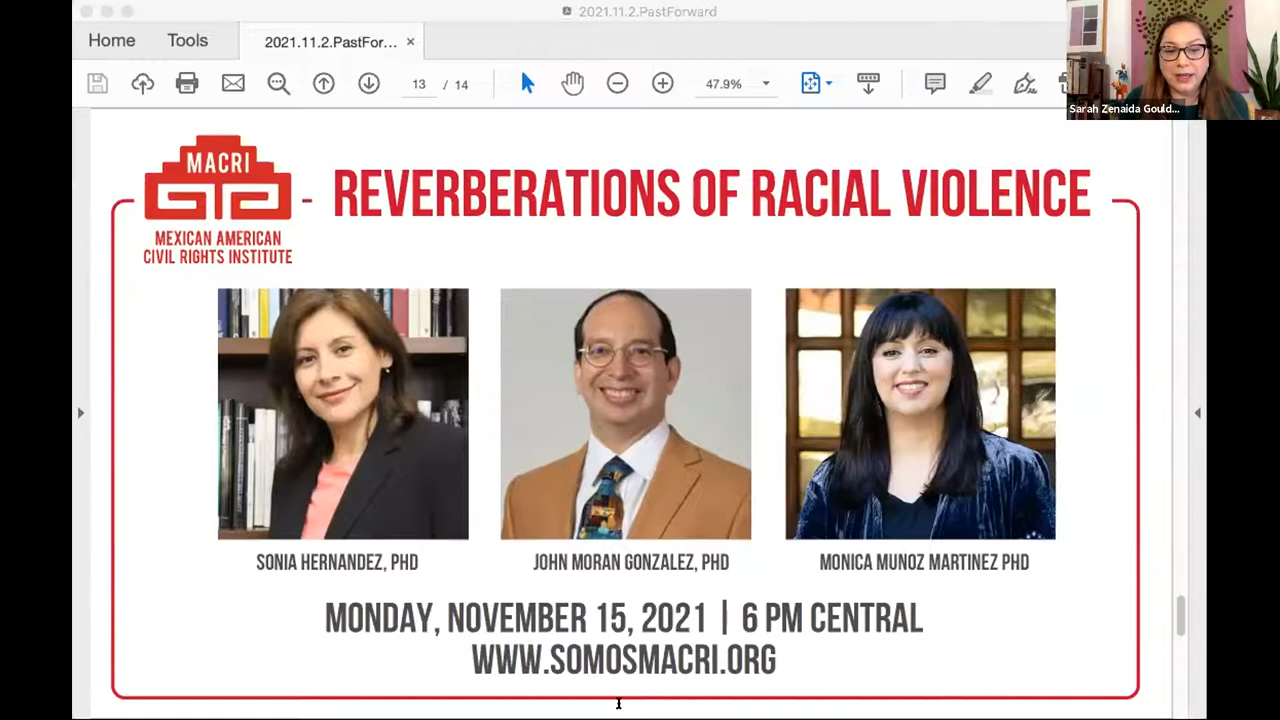 2021.11.2.PastForward
Home
Tools
2021.11.2.PastFor...
13 / 14
47.9%
Sarah Zenaida Gould...
MACRI
MEXICAN AMERICAN
CIVIL RIGHTS INSTITUTE
REVERBERATIONS OF RACIAL VIOLENCE
SONIA HERNANDEZ, PHD
JOHN MORAN GONZALEZ, PHD
MONICA MUNOZ MARTINEZ PHD
MONDAY, NOVEMBER 15, 2021 | 6 PM CENTRAL
WWW.SOMOSMACRI.ORG